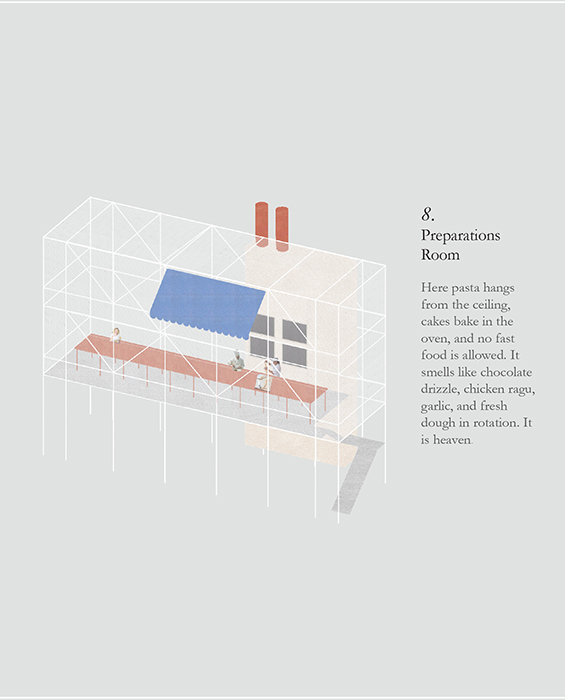 8.
Preparations
Room
Here pasta hangs
from the ceiling,
cakes bake in the
oven, and no fast
food is allowed. It
smells like chocolate
drizzle, chicken ragu,
garlic, and fresh
dough in rotation. It
is heaven